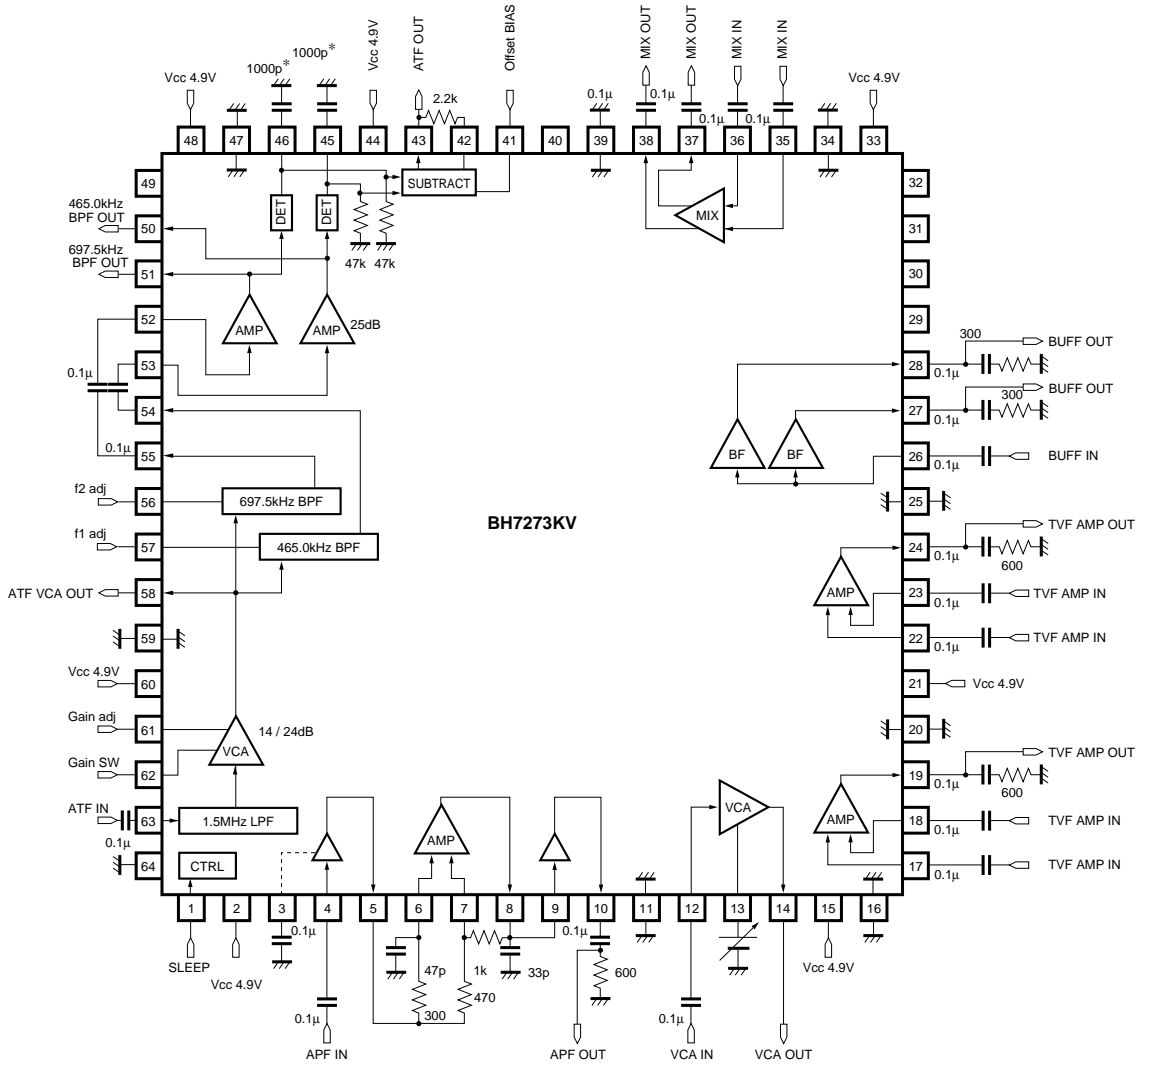 1000p*
1000p*
Vcc 4.9V
Vcc 4.9V
ATF OUT
Offset BIAS
MIX OUT
MIX OUT
MIX IN
MIX IN
Vcc 4.9V
2.2k
0.1μ
0.1μ
0.1μ
0.1μ
48 47 46 45 44 43 42 41 40 39 38 37 36 35 34 33
49
SUBTRACT
32
465.0kHz
BPF OUT
50
DET
DET
MIX
31
697.5kHz
BPF OUT
51
47k
47k
30
52
AMP
AMP
25dB
29
300
BUFF OUT
53
28
0.1μ
0.1μ
BUFF OUT
300
54
27
0.1μ
0.1μ
55
BF
BF
26
0.1μ
BUFF IN
f2 adj
56
697.5kHz BPF
25
BH7273KV
TVF AMP OUT
f1 adj
57
465.0kHz BPF
24
0.1μ
600
ATF VCA OUT
58
AMP
23
0.1μ
TVF AMP IN
59
22
0.1μ
TVF AMP IN
Vcc 4.9V
60
21
Vcc 4.9V
Gain adj
61
14 / 24dB
20
VCA
TVF AMP OUT
Gain SW
62
19
0.1μ
600
ATF IN
63
0.1μ
1.5MHz LPF
AMP
VCA
AMP
18
0.1μ
TVF AMP IN
64
CTRL
17
0.1μ
TVF AMP IN
1 2 3 4 5 6 7 8 9 10 11 12 13 14 15 16
0.1μ
0.1μ
SLEEP
Vcc 4.9V
47p
1k
33p
600
Vcc 4.9V
470
300
0.1μ
0.1μ
APF IN
APF OUT
VCA IN
VCA OUT